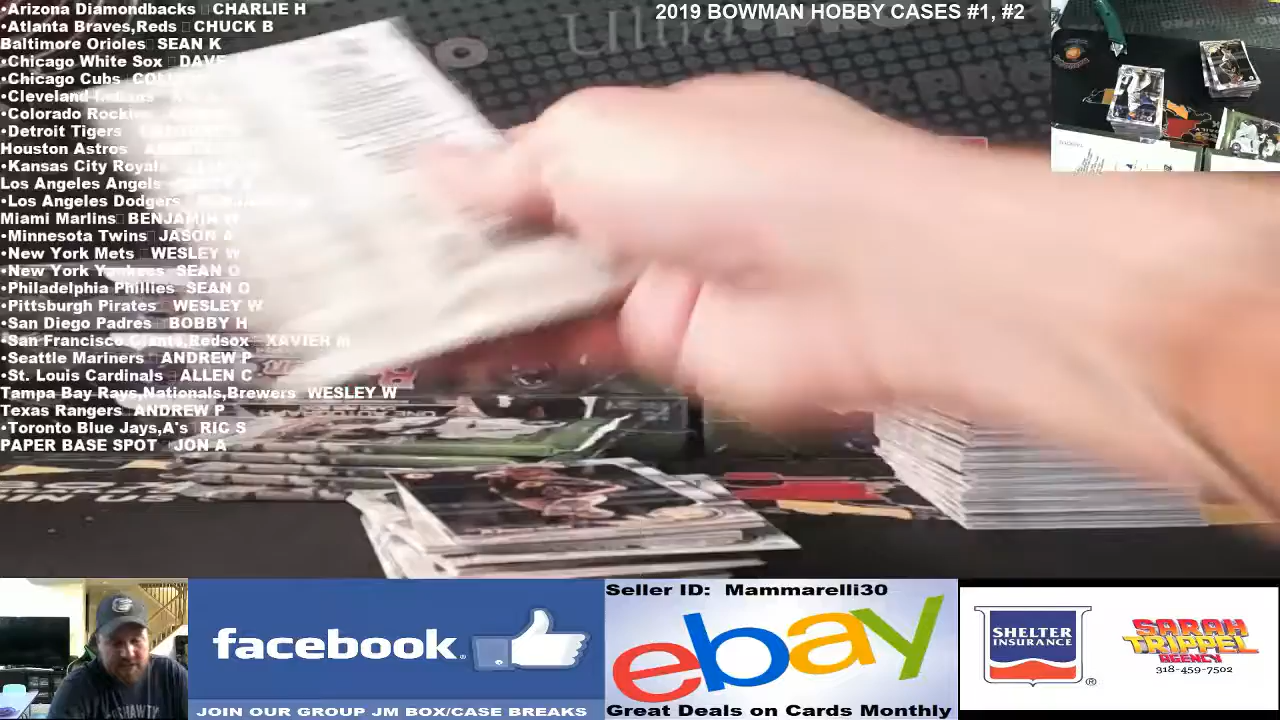 •Arizona Diamondbacks CHARLIE H
•Atlanta Braves,Reds CHUCK B
Baltimore Orioles SEAN K
•Chicago White Sox DAVE
•Chicago Cubs
•Cleveland Indians
•Colorado Rockies
•Detroit Tigers
Houston Astros
•Kansas City Royals
Los Angeles Angels
•Los Angeles Dodgers
Miami Marlins BENJAMIN W
•Minnesota Twins JASON A
•New York Mets WESLEY W
•New York Yankees SEAN O
•Philadelphia Phillies SEAN O
•Pittsburgh Pirates WESLEY W
•San Diego Padres BOBBY H
•San Francisco Giants,Redsox XAVIER M
•Seattle Mariners ANDREW P
•St. Louis Cardinals ALLEN C
Tampa Bay Rays,Nationals,Brewers WESLEY W
Texas Rangers ANDREW P
•Toronto Blue Jays,A's RIC S
PAPER BASE SPOT JON A
2019 BOWMAN HOBBY CASES #1, #2
Ultra PRO
facebook
JOIN OUR GROUP JM BOX/CASE BREAKS
Seller ID: Mammarelli30
ebay
Great Deals on Cards Monthly
SHELTER
INSURANCE
SARAH
TRIPPEL
AGENCY
318-459-7502